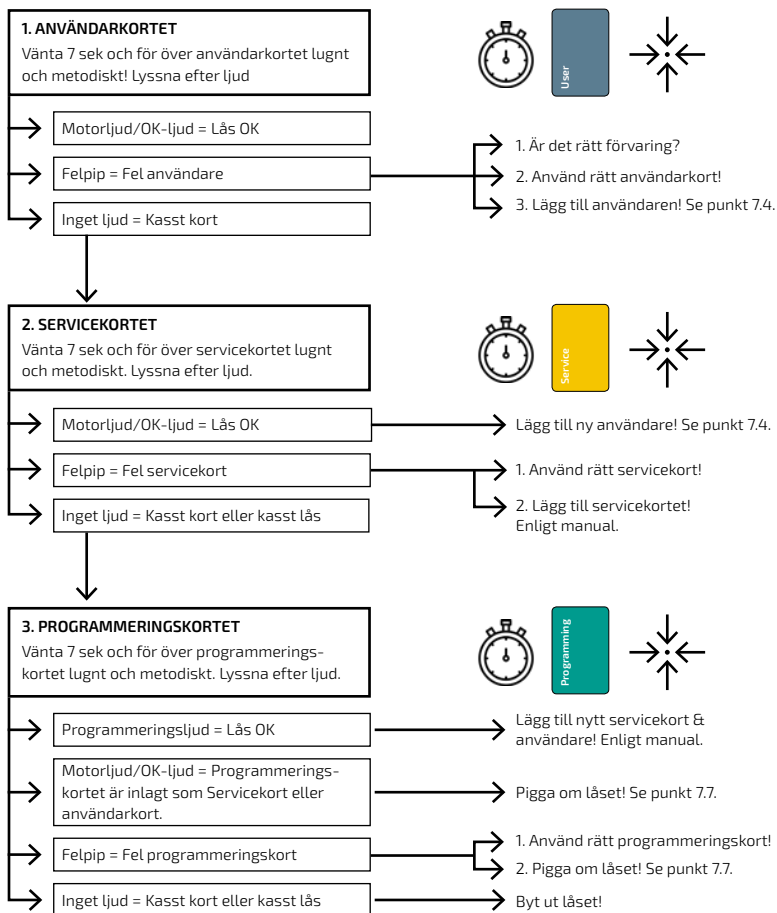 1. ANVÄNDARKORTET
Vänta 7 sek och för över användarkortet lugnt
och metodiskt! Lyssna efter ljud
User
Motorljud/OK-ljud = Lås OK
Felpip = Fel användare
Inget ljud = Kasst kort
1. Är det rätt förvaring?
2. Använd rätt användarkort!
3. Lägg till användaren! Se punkt 7.4.
2. SERVICEKORTET
Vänta 7 sek och för över servicekortet lugnt
och metodiskt. Lyssna efter ljud.
Service
Motorljud/OK-ljud = Lås OK
Lägg till ny användare! Se punkt 7.4.
Felpip = Fel servicekort
1. Använd rätt servicekort!
2. Lägg till servicekortet!
Enligt manual.
Inget ljud = Kasst kort eller kasst lås
3. PROGRAMMERINGSKORTET
Vänta 7 sek och för över programmerings-
kortet lugnt och metodiskt. Lyssna efter ljud.
Programming
Programmeringsljud = Lås OK
Lägg till nytt servicekort &
användare! Enligt manual.
Motorljud/OK-ljud = Programmerings-
kortet är inlagt som Servicekort eller
användarkort.
Pigga om låset! Se punkt 7.7.
Felpip = Fel programmeringskort
1. Använd rätt programmeringskort!
2. Pigga om låset! Se punkt 7.7.
Inget ljud = Kasst kort eller kasst lås
Byt ut låset!